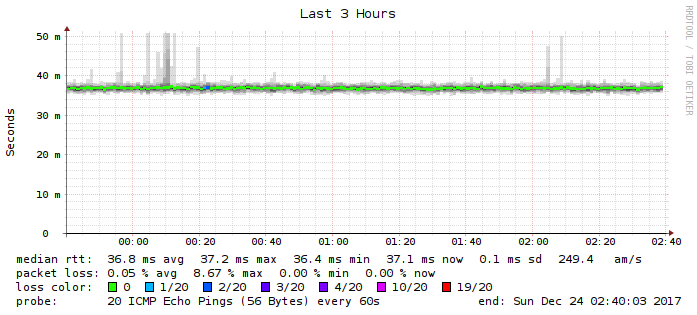 Last 3 Hours
RRDTOOL / TOBI OETIKER
Seconds
50 m
40 m
30 m
20 m
10 m
0
00:00 00:20 00:40 01:00 01:20 01:40 02:00 02:20 02:40
median rtt: 36.8 ms avg 37.2 ms max 36.4 ms min 37.1 ms now 0.1 ms sd 249.4 am/s
packet loss: 0.05 % avg 8.67 % max 0.00 % min 0.00 % now
loss color: 0 1/20 2/20 3/20 4/20 10/20 19/20
probe: 20 ICMP Echo Pings (56 Bytes) every 60s end: Sun Dec 24 02:40:03 2017